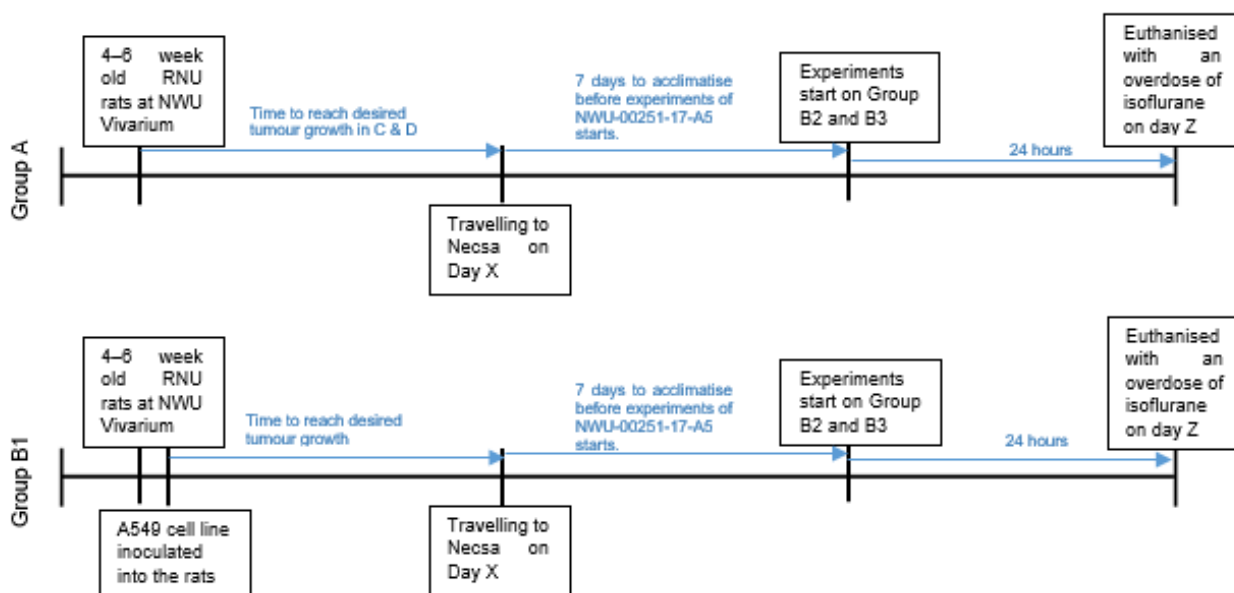 Group A
4–6 week
old RNU
rats at NWU
Vivarium
Time to reach desired
tumour growth in C & D
7 days to acclimatise
before experiments of
NWU-00251-17-A5
starts.
Experiments
start on Group
B2 and B3
24 hours
Euthanised
with an
overdose of
isoflurane
on day Z
Travelling to
Necsa on
Day X
Group B1
4–6 week
old RNU
rats at NWU
Vivarium
Time to reach desired
tumour growth
7 days to acclimatise
before experiments of
NWU-00251-17-A5
starts.
Experiments
start on Group
B2 and B3
24 hours
Euthanised
with an
overdose of
isoflurane
on day Z
A549 cell line
inoculated
into the rats
Travelling to
Necsa on
Day X